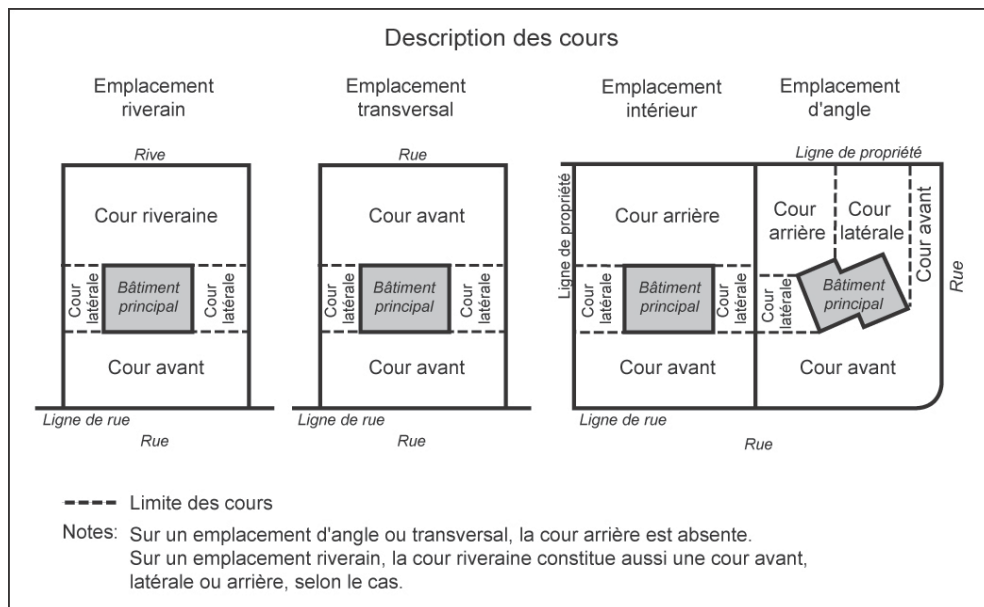 Description des cours
Emplacement
riverain
Rive
Cour riveraine
Cour
latérale
Bâtiment
principal
Cour
latérale
Cour avant
Ligne de rue
Rue
Emplacement
transversal
Rue
Cour avant
Cour
latérale
Bâtiment
principal
Cour
latérale
Cour avant
Ligne de rue
Rue
Emplacement
intérieur
Ligne de propriété
Cour arrière
Cour
latérale
Bâtiment
principal
Cour
latérale
Cour avant
Ligne de rue
Emplacement
d'angle
Ligne de propriété
Cour
arrière
Cour
latérale
Cour avant
Rue
Cour
latérale
Bâtiment
principal
Cour avant
Rue
Limite des cours
Notes: Sur un emplacement d'angle ou transversal, la cour arrière est absente.
Sur un emplacement riverain, la cour riveraine constitue aussi une cour avant,
latérale ou arrière, selon le cas.